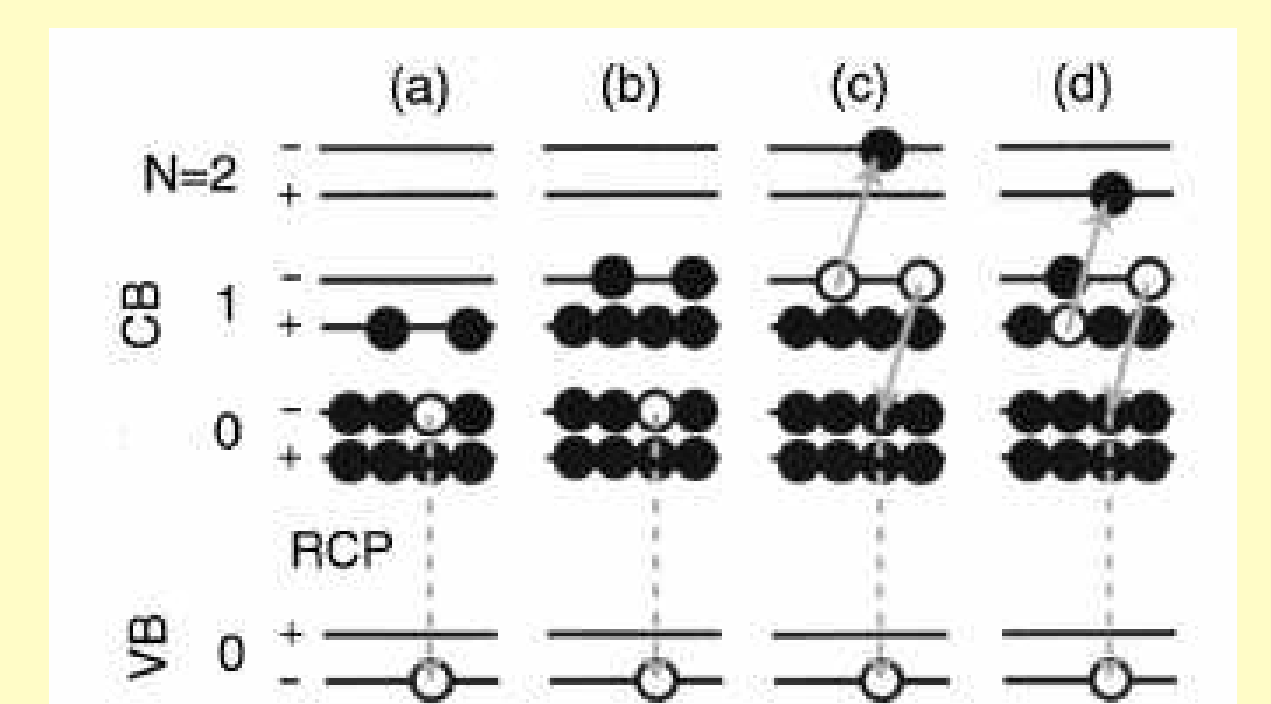 (a) (b) (c) (d)
N=2 −
+
CB 1 −
+
0 −
+
RCP
VB 0 +
−